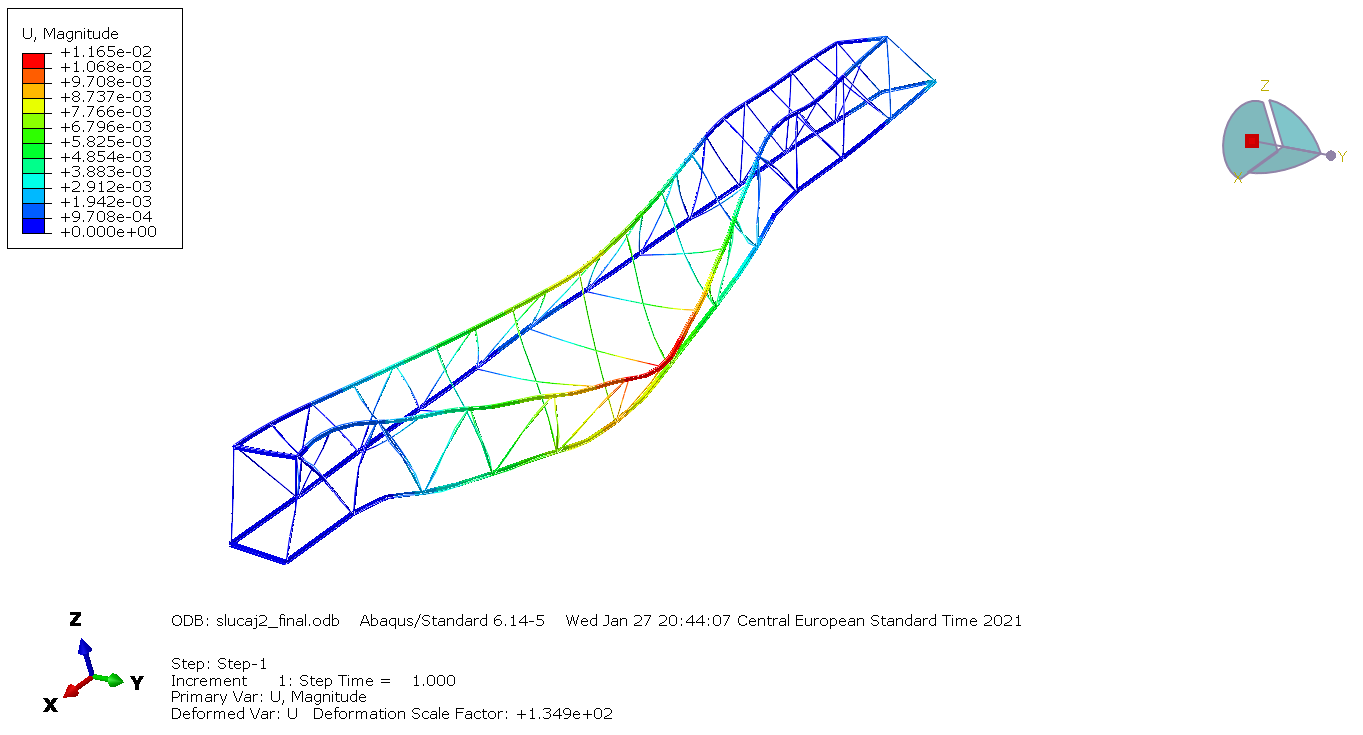 U, Magnitude
+1.165e-02
+1.068e-02
+9.708e-03
+8.737e-03
+7.766e-03
+6.796e-03
+5.825e-03
+4.854e-03
+3.883e-03
+2.912e-03
+1.942e-03
+9.708e-04
+0.000e+00
Z
Y
X
Z
Y
X
ODB: slucaj2_final.odb Abaqus/Standard 6.14-5 Wed Jan 27 20:44:07 Central European Standard Time 2021
Step: Step-1
Increment 1: Step Time = 1.000
Primary Var: U, Magnitude
Deformed Var: U Deformation Scale Factor: +1.349e+02